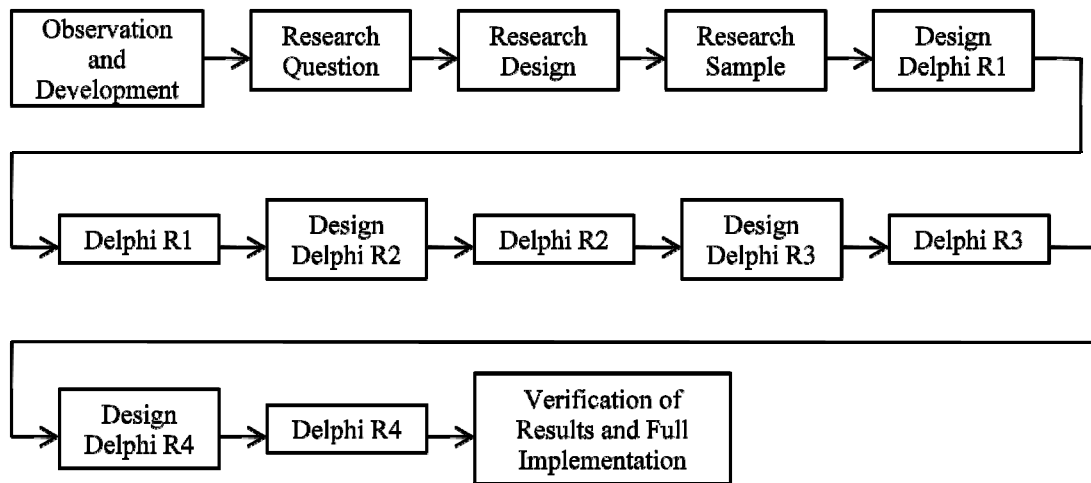 Observation
and
Development
Research
Question
Research
Design
Research
Sample
Design
Delphi R1
Delphi R1
Design
Delphi R2
Delphi R2
Design
Delphi R3
Delphi R3
Design
Delphi R4
Delphi R4
Verification of
Results and Full
Implementation